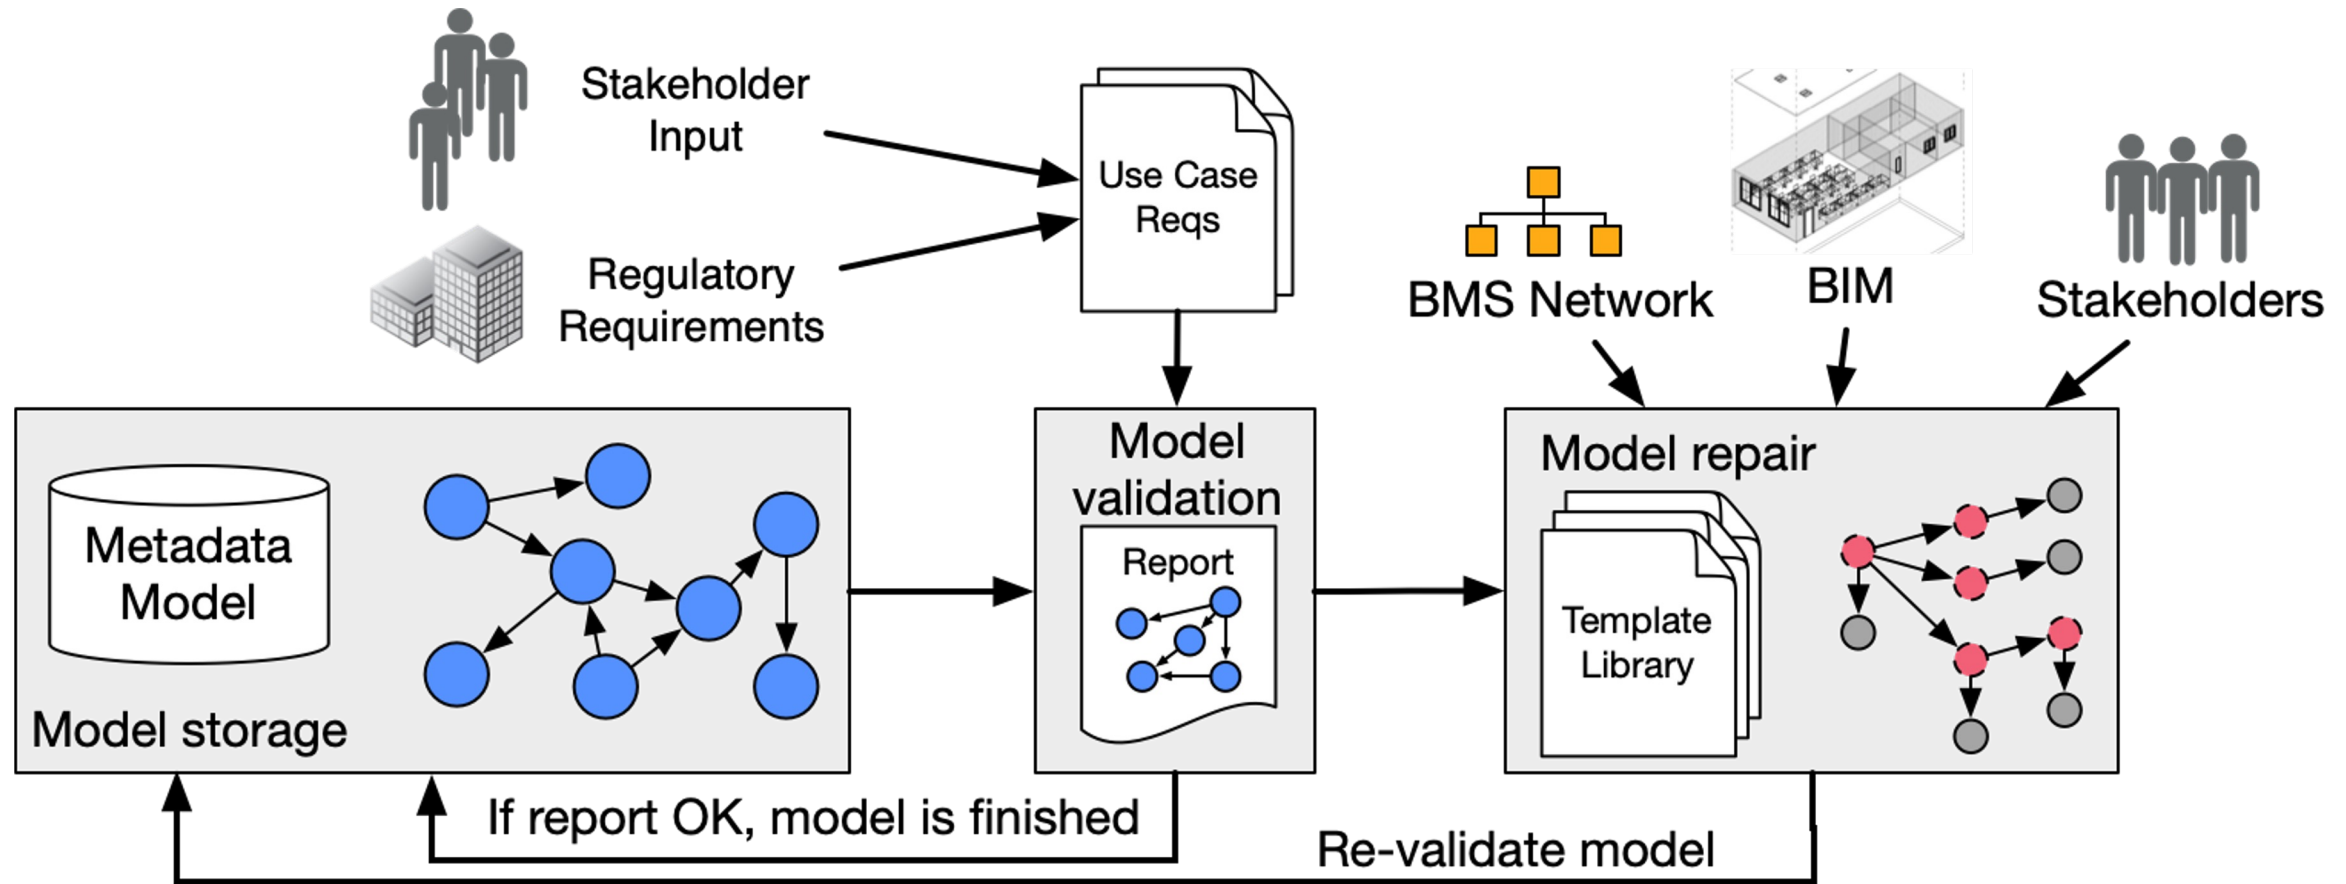 Stakeholder
Input
Regulatory
Requirements
Use Case
Reqs
BMS Network
BIM
Stakeholders
Metadata
Model
Model storage
Model
validation
Report
Model repair
Template
Library
If report OK, model is finished
Re-validate model